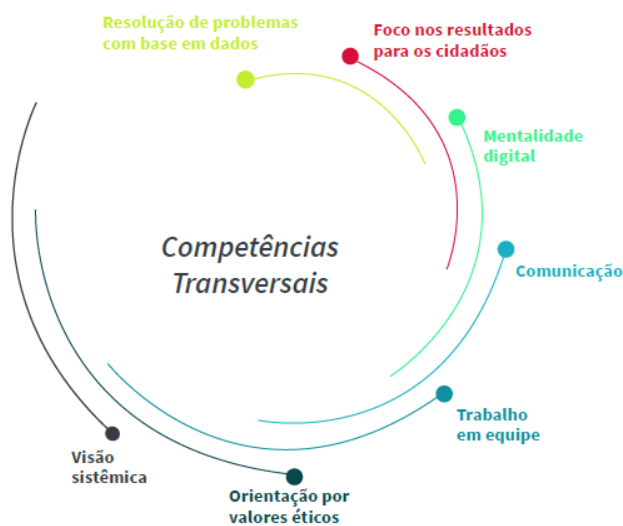 Resolução de problemas
com base em dados
Foco nos resultados
para os cidadãos
Mentalidade
digital
Competências
Transversais
Comunicação
Trabalho
em equipe
Visão
sistêmica
Orientação por
valores éticos